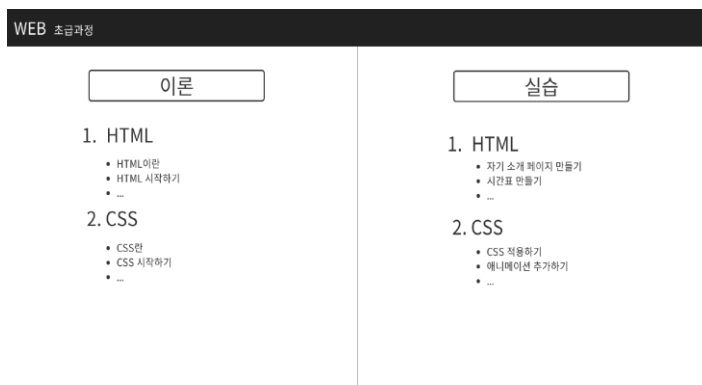 WEB 초급과정
이론
1. HTML
• HTML이란
• HTML 시작하기
• ...
2. CSS
• CSS란
• CSS 시작하기
• ...
실습
1. HTML
• 자기 소개 페이지 만들기
• 시간표 만들기
• ...
2. CSS
• CSS 적용하기
• 애니메이션 추가하기
• ...